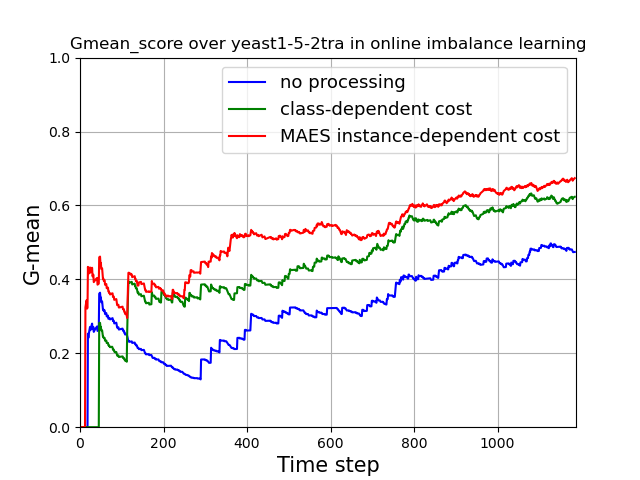 Gmean_score over yeast1-5-2tra in online imbalance learning
1.0
0.8
0.6
0.4
0.2
0.0
G-mean
no processing
class-dependent cost
MAES instance-dependent cost
0 200 400 600 800 1000
Time step